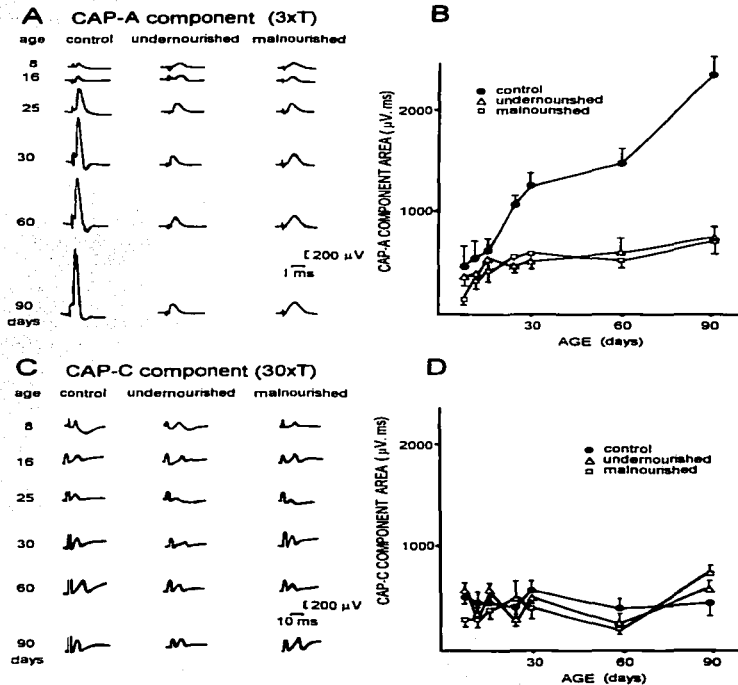 A CAP-A component (3xT)
age control undernourished malnourished
8
16
25
30
60
90
days
[ 200 µV
1 ms
B
CAP-A COMPONENT AREA (µV.ms)
2000
1000
control
undernourished
malnourished
30 60 90
AGE (days)
C CAP-C component (30xT)
age control undernourished malnourished
8
16
25
30
60
90
days
[ 200 µV
10 ms
D
CAP-C COMPONENT AREA (µV.ms)
2000
1000
control
undernourished
malnourished
30 60 90
AGE (days)